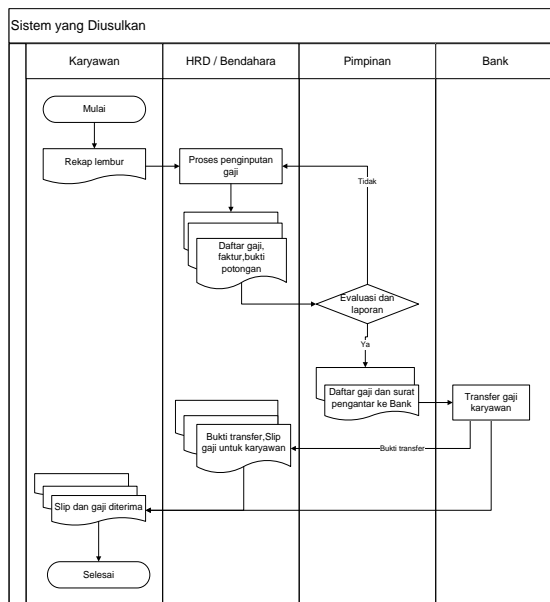 Sistem yang Diusulkan
Karyawan
HRD / Bendahara
Pimpinan
Bank
Mulai
Rekap lembur
Proses penginputan
gaji
Tidak
Daftar gaji,
faktur,bukti
potongan
Evaluasi dan
laporan
Ya
Daftar gaji dan surat
pengantar ke Bank
Transfer gaji
karyawan
Bukti transfer,Slip
gaji untuk karyawan
Bukti transfer
Slip dan gaji diterima
Selesai